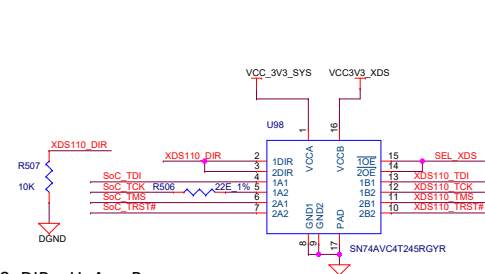 VCC_3V3_SYS VCC3V3_XDS
U98
XDS110_DIR
R507
10K
DGND
XDS110_DIR 2 1DIR
3 2DIR
SoC_TDI 4 1A1
SoC_TCK R506 22E_1% 5 1A2
SoC_TMS 6 2A1
SoC_TRST# 7 2A2
1 VCCA
16 VCCB
1OE 15 SEL_XDS
2OE 14
1B1 13 XDS110_TDI
1B2 12 XDS110_TCK
2B1 11 XDS110_TMS
2B2 10 XDS110_TRST#
GND1 8
GND2 9
PAD 17
SN74AVC4T245RGYR